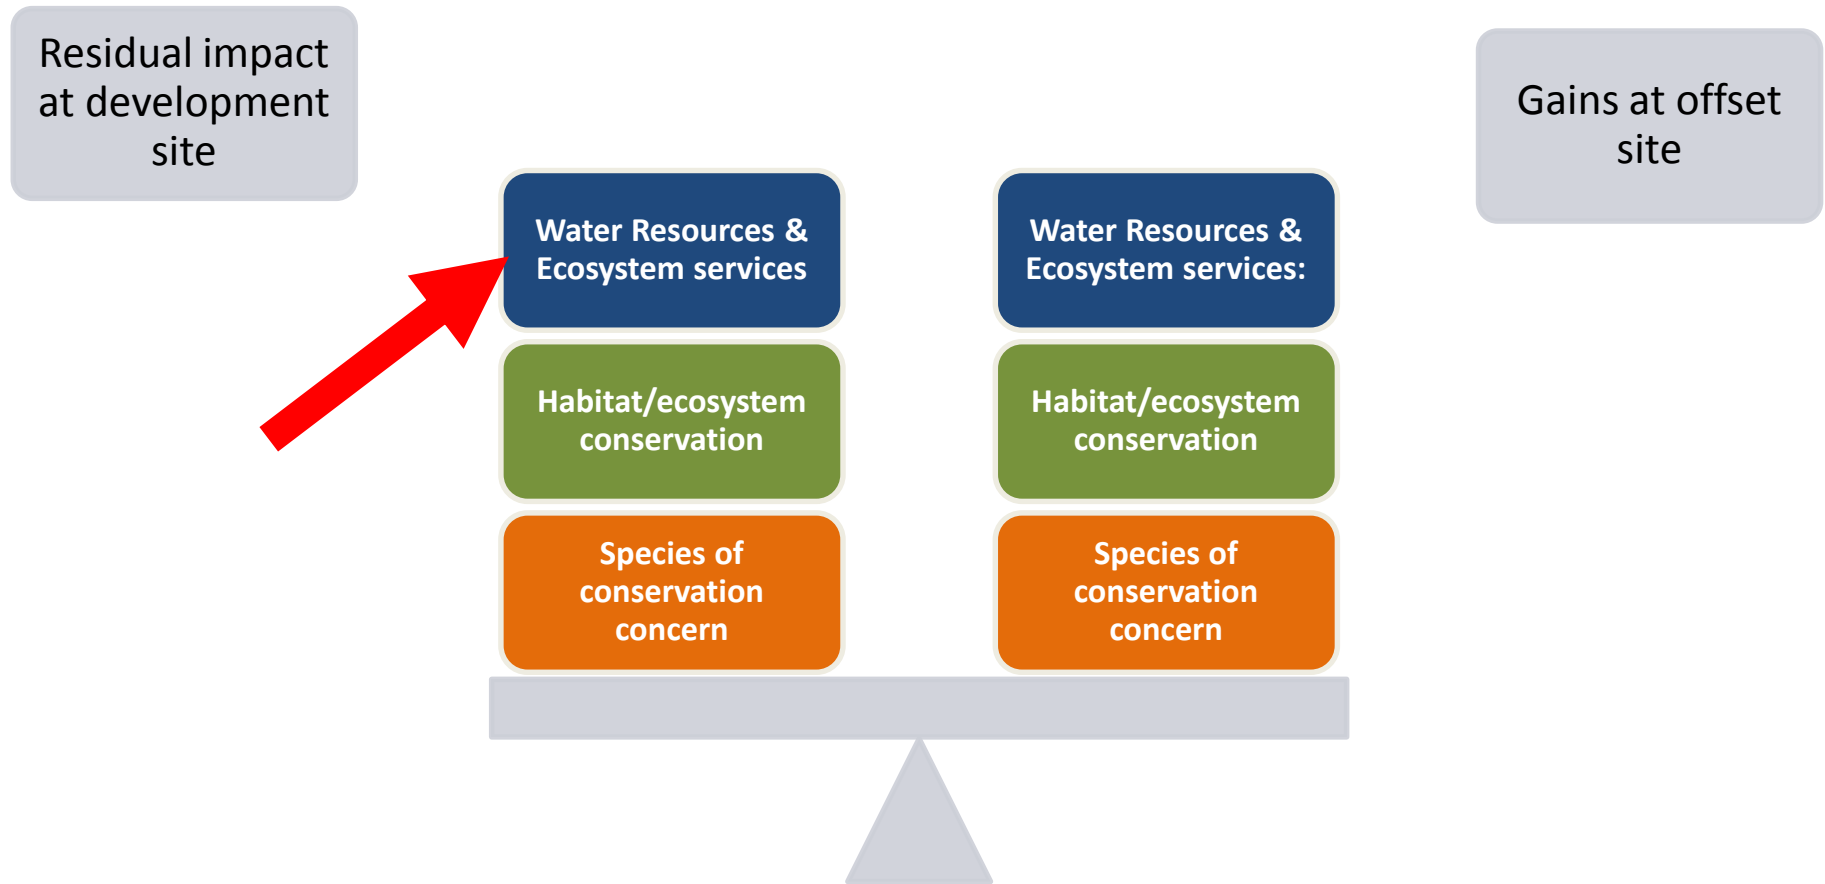 Residual impact
at development
site
Gains at offset
site
Water Resources &
Ecosystem services
Habitat/ecosystem
conservation
Species of
conservation
concern
Water Resources &
Ecosystem services:
Habitat/ecosystem
conservation
Species of
conservation
concern